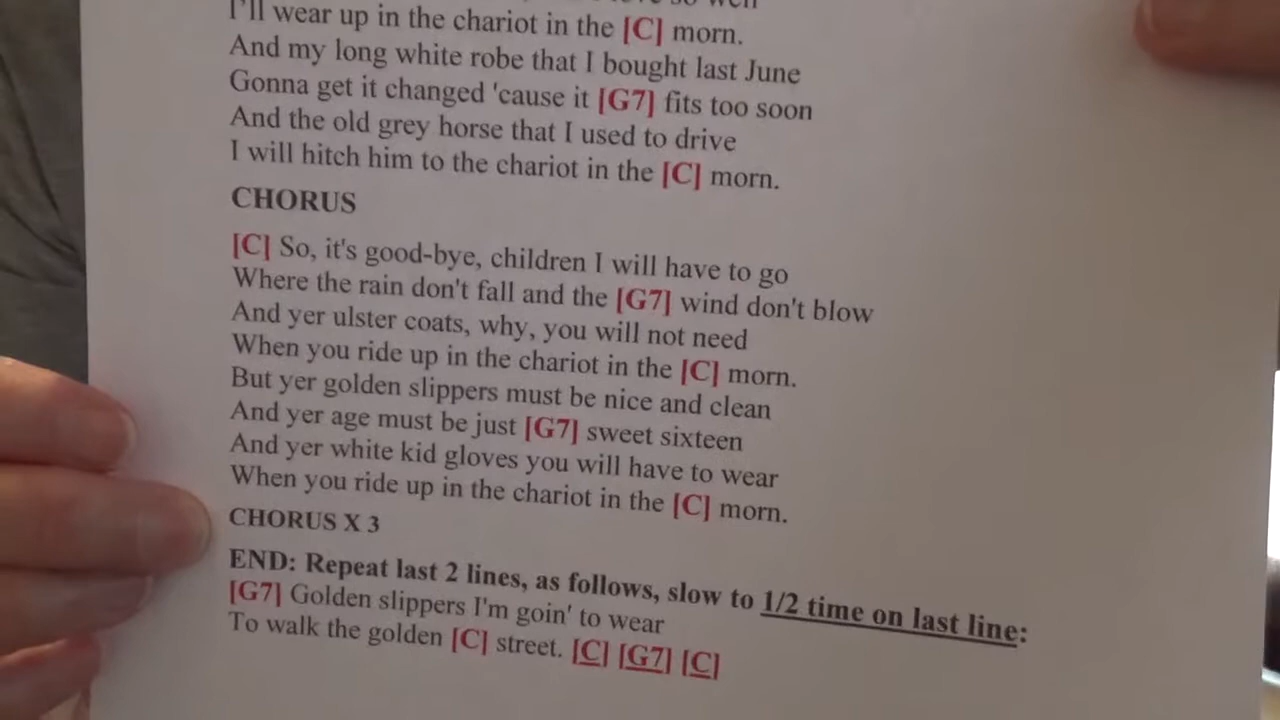 I'll wear up in the chariot in the [C] morn.
And my long white robe that I bought last June
Gonna get it changed 'cause it [G7] fits too soon
And the old grey horse that I used to drive
I will hitch him to the chariot in the [C] morn.
CHORUS
[C] So, it's good-bye, children I will have to go
Where the rain don't fall and the [G7] wind don't blow
And yer ulster coats, why, you will not need
When you ride up in the chariot in the [C] morn.
But yer golden slippers must be nice and clean
And yer age must be just [G7] sweet sixteen
And yer white kid gloves you will have to wear
When you ride up in the chariot in the [C] morn.
CHORUS X 3
END: Repeat last 2 lines, as follows, slow to 1/2 time on last line:
[G7] Golden slippers I'm goin' to wear
To walk the golden [C] street. [C] [G7] [C]